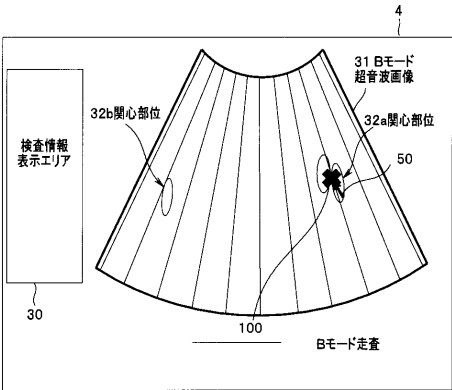 4
31 Bモード
超音波画像
32b関心部位
32a関心部位
50
検査情報
表示エリア
30
100
Bモード走査